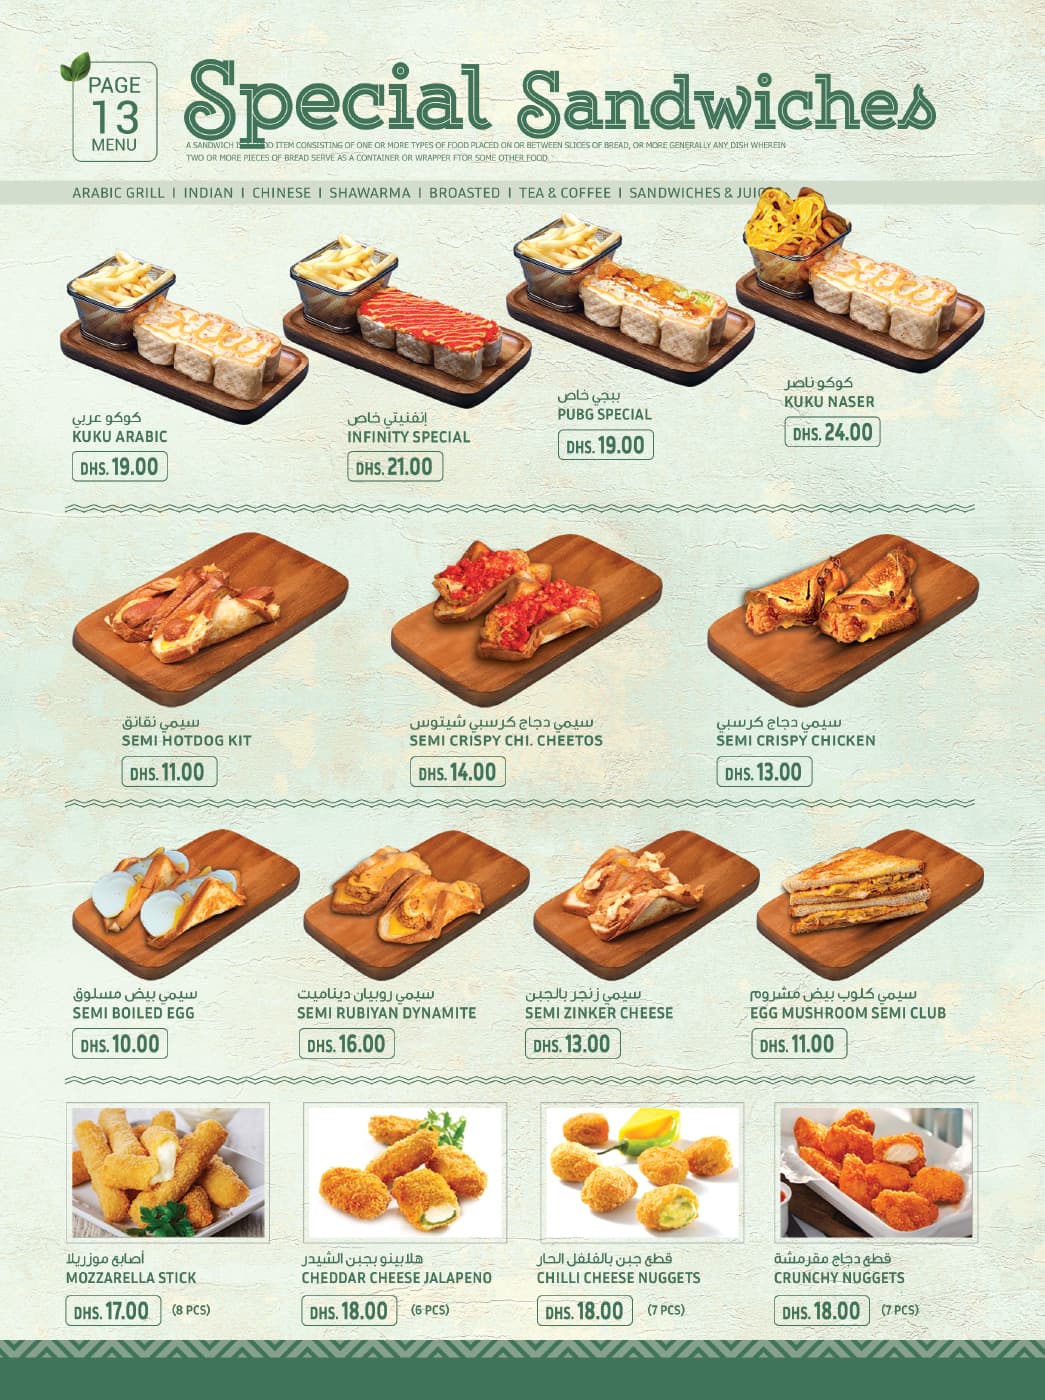 PAGE
13
MENU
Special Sandwiches
A SANDWICH IS FOOD ITEM CONSISTING OF ONE OR MORE TYPES OF FOOD PLACED ON OR BETWEEN SLICES OF BREAD, OR MORE GENERALLY ANY DISH WHEREIN
TWO OR MORE PIECES OF BREAD SERVE AS A CONTAINER OR WRAPPER FTOR SOME OTHER FOOD.
ARABIC GRILL I INDIAN I CHINESE I SHAWARMA I BROASTED I TEA & COFFEE I SANDWICHES & JUICES
كوكو عربي
KUKU ARABIC
DHS. 19.00
إنفنيتي خاص
INFINITY SPECIAL
DHS. 21.00
ببجي خاص
PUBG SPECIAL
DHS. 19.00
كوكو ناصر
KUKU NASER
DHS. 24.00
سيمي نقانق
SEMI HOTDOG KIT
DHS. 11.00
سيمي دجاج كرسبي شيتوس
SEMI CRISPY CHI. CHEETOS
DHS. 14.00
سيمي دجاج كرسبي
SEMI CRISPY CHICKEN
DHS. 13.00
سيمي بيض مسلوق
SEMI BOILED EGG
DHS. 10.00
سيمي روبيان ديناميت
SEMI RUBIYAN DYNAMITE
DHS. 16.00
سيمي زنجر بالجبن
SEMI ZINKER CHEESE
DHS. 13.00
سيمي كلوب بيض مشروم
EGG MUSHROOM SEMI CLUB
DHS. 11.00
أصابع موزريلا
MOZZARELLA STICK
DHS. 17.00 (8 PCS)
هلابينو بجبن الشيدر
CHEDDAR CHEESE JALAPENO
DHS. 18.00 (6 PCS)
قطع جبن بالفلفل الحار
CHILLI CHEESE NUGGETS
DHS. 18.00 (7 PCS)
قطع دجاج مقرمشة
CRUNCHY NUGGETS
DHS. 18.00 (7 PCS)